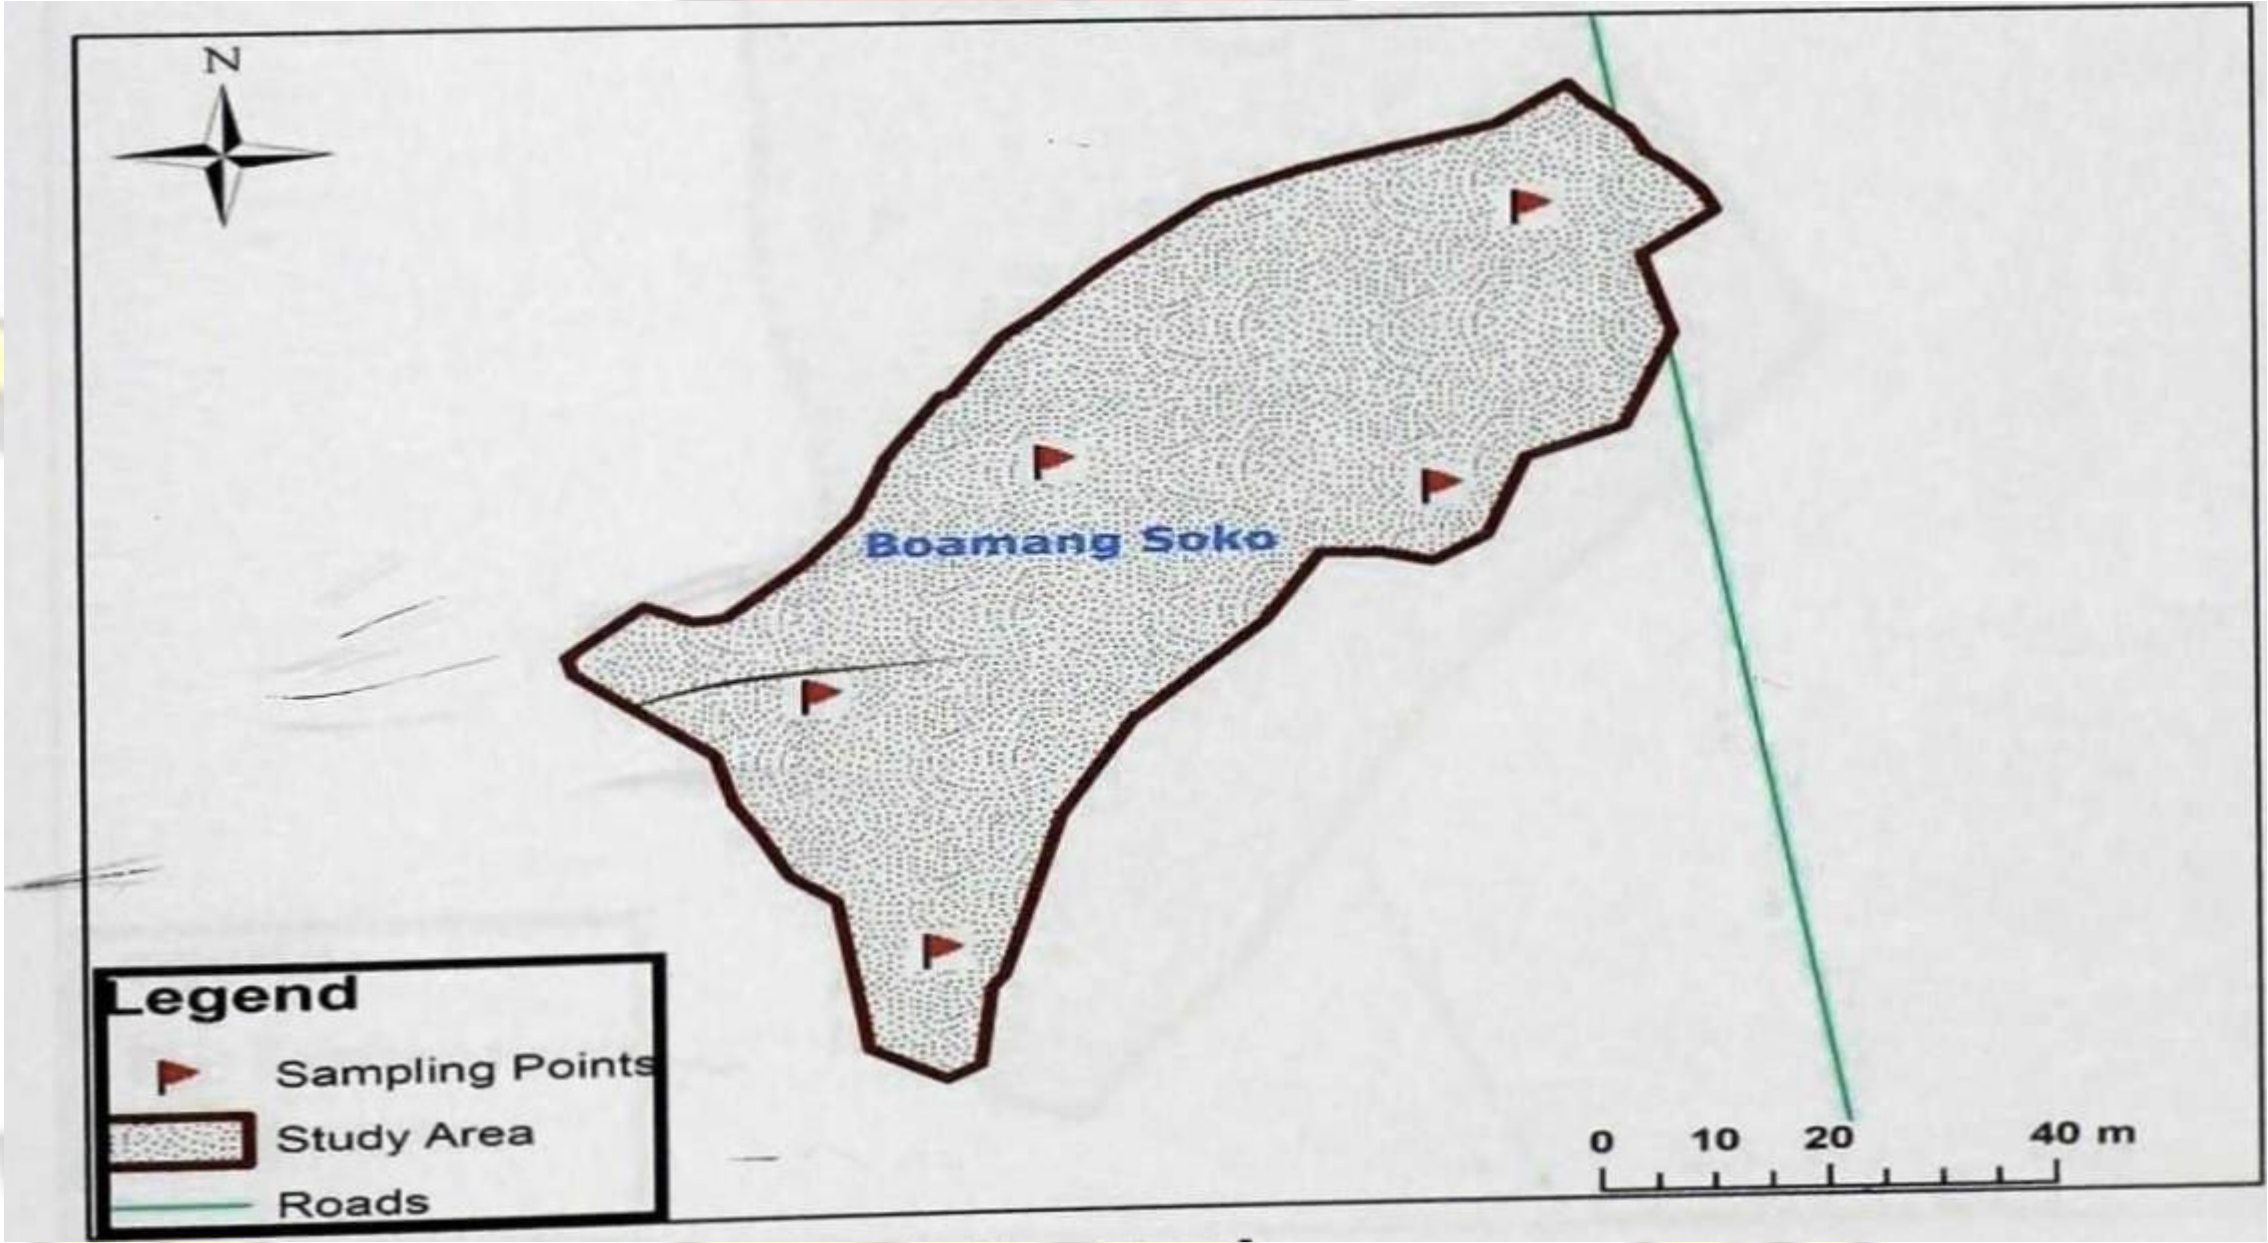 N
Boamang Soko
Legend
Sampling Points
Study Area
Roads
0 10 20 40 m